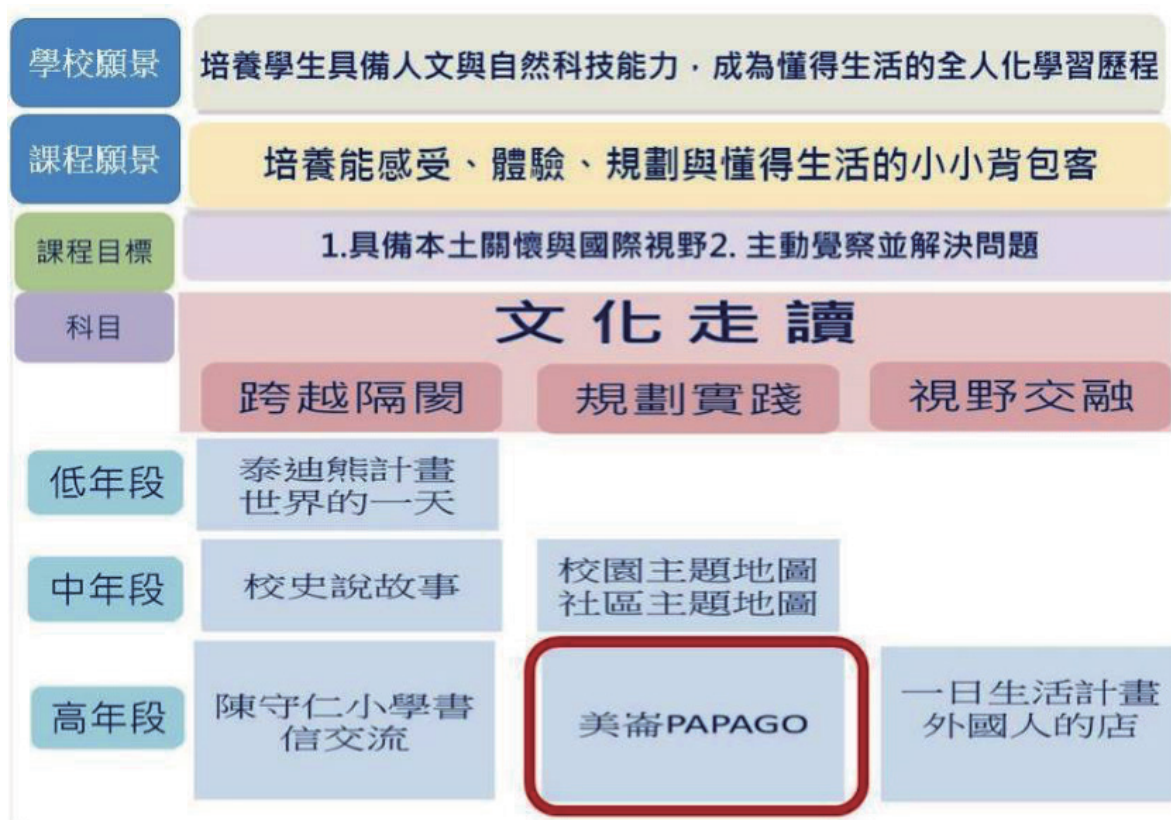 學校願景
培養學生具備人文與自然科技能力，成為懂得生活的全人化學習歷程
課程願景
培養能感受、體驗、規劃與懂得生活的小小背包客
課程目標
1.具備本土關懷與國際視野2. 主動覺察並解決問題
科目
文化走讀
跨越隔閡
規劃實踐
視野交融
低年段
泰迪熊計畫
世界的一天
中年段
校史說故事
校園主題地圖
社區主題地圖
高年段
陳守仁小學書
信交流
美崙PAPAGO
一日生活計畫
外國人的店